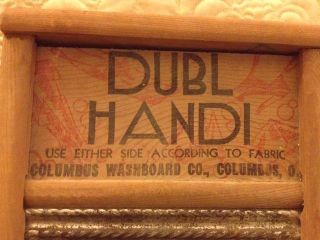 DUBL
HANDI
USE EITHER SIDE ACCORDING TO FABRIC
COLUMBUS WASHBOARD CO., COLUMBUS, O.